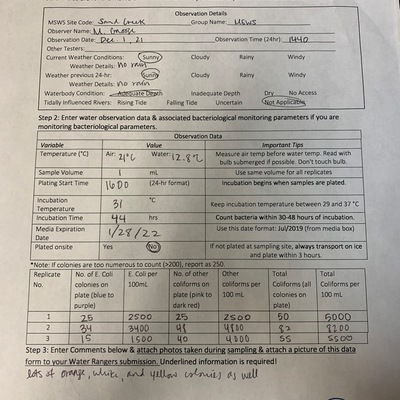 Observation Details
MSWS Site Code: Sand Creek Group Name: MSWS
Observer Name: M.
Observation Date: Dec 1, 21 Observation Time (24hr): 1440
Other Testers:
Current Weather Conditions: Sunny Cloudy Rainy Windy
Weather Details: no rain
Weather previous 24-hr: Sunny Cloudy Rainy Windy
Weather Details: no rain
Waterbody Condition: Adequate Depth Inadequate Depth Dry No Access
Tidally Influenced Rivers: Rising Tide Falling Tide Uncertain Not Applicable
Step 2: Enter water observation data & associated bacteriological monitoring parameters if you are
monitoring bacteriological parameters.
Observation Data
Variable Value Important Tips
Temperature (°C) Air: 21°C Water: 12.8°C Measure air temp before water temp. Read with
bulb submerged if possible. Don't touch bulb.
Sample Volume 1 mL Use same volume for all replicates
Plating Start Time 1600 (24-hr format) Incubation begins when samples are plated.
Incubation
Temperature 31 °C Keep incubation temperature between 29 and 37 °C
Incubation Time 44 hrs Count bacteria within 30-48 hours of incubation.
Media Expiration
Date 1/28/22 Use this date format: Jul/2019 (from media box)
Plated onsite Yes No If not plated at sampling site, always transport on ice
and plate within 3 hours.
*Note: If colonies are too numerous to count (>200), report as 250.
Replicate No. of E. Coli E. Coli per No. of other Other Total Total
No. colonies on 100mL coliforms on coliforms per Coliforms (all Coliforms per
plate (blue to plate (pink to 100 mL colonies on 100 mL
purple) dark red) plate)
1 25 2500 25 2500 50 5000
2 34 3400 48 4800 82 8200
3 15 1500 40 4000 55 5500
Step 3: Enter Comments below & attach photos taken during sampling & attach a picture of this data
form to your Water Rangers submission. Underlined information is required!
lots of orange, white, and yellow colonies as well